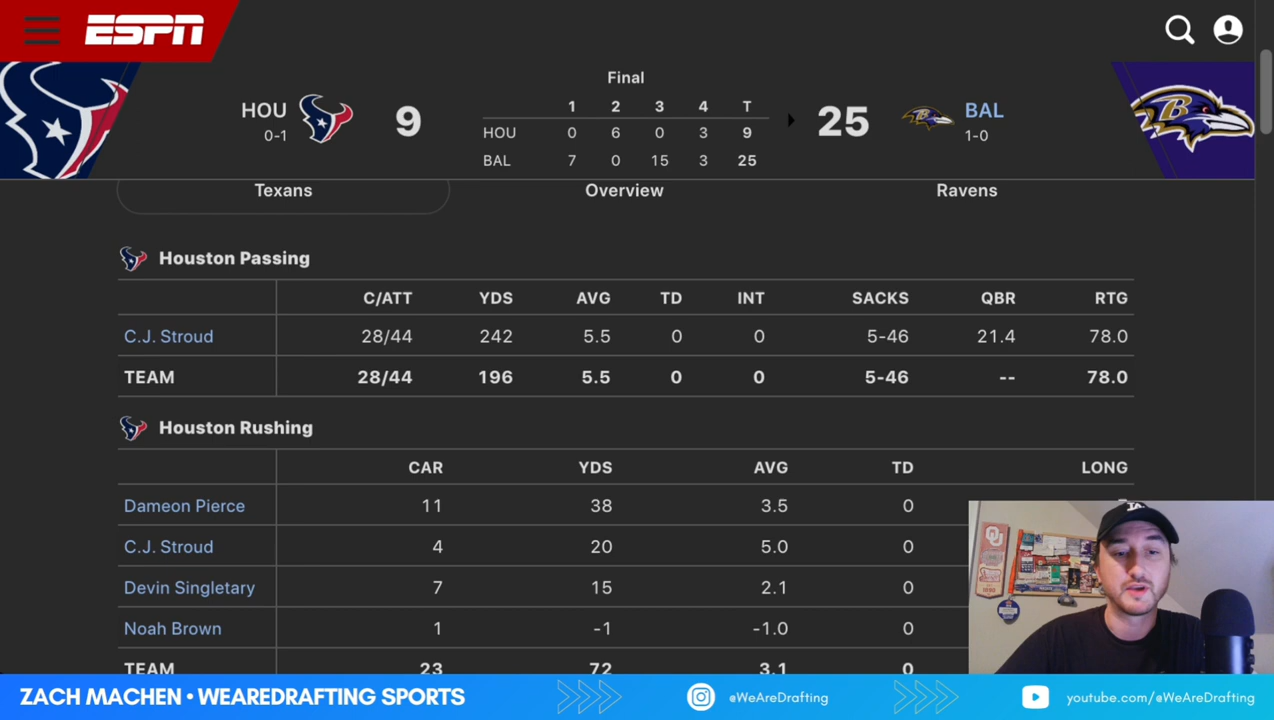 ESPN
Final
HOU
0-1
9
1 2 3 4 T
HOU 0 6 0 3 9
BAL 7 0 15 3 25
25
BAL
1-0
Texans Overview Ravens
Houston Passing
C/ATT YDS AVG TD INT SACKS QBR RTG
C.J. Stroud 28/44 242 5.5 0 0 5-46 21.4 78.0
TEAM 28/44 196 5.5 0 0 5-46 -- 78.0
Houston Rushing
CAR YDS AVG TD LONG
Dameon Pierce 11 38 3.5 0
C.J. Stroud 4 20 5.0 0
Devin Singletary 7 15 2.1 0
Noah Brown 1 -1 -1.0 0
TEAM 23 72 3.1 0
ZACH MACHEN • WEAREDRAFTING SPORTS
@WeAreDrafting
youtube.com/@WeAreDrafting